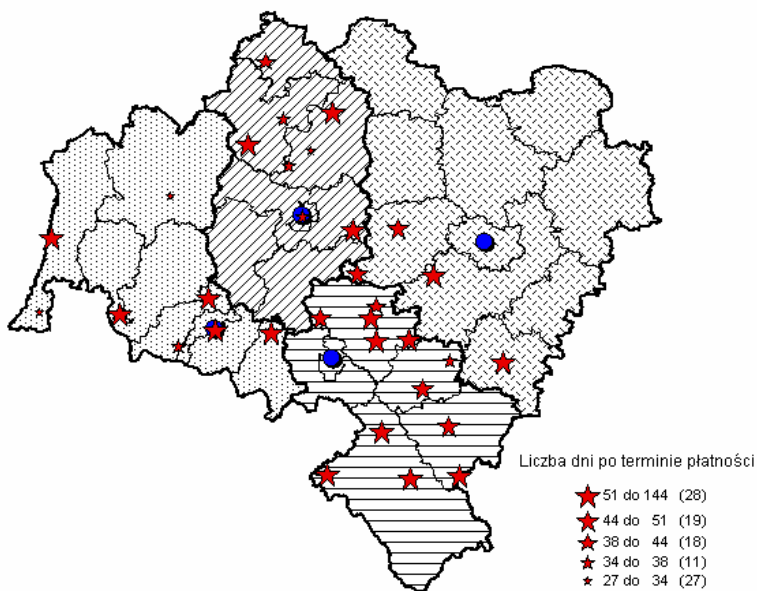 Liczba dni po terminie płatności
51 do 144 (28)
44 do 51 (19)
38 do 44 (18)
34 do 38 (11)
27 do 34 (27)